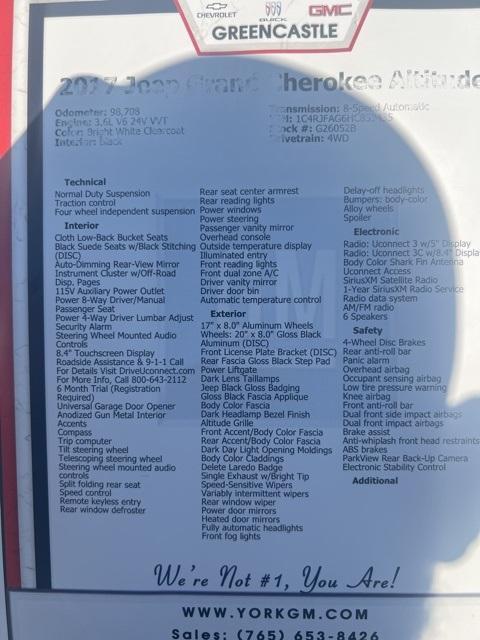 CHEVROLET
BUICK
GMC
GREENCASTLE
2017 Jeep Grand Cherokee Altitude
Odometer: 98,708
Engine: 3.6L V6 24V VVT
Color: Bright White Clearcoat
Interior: Black
Transmission: 8-Speed Automatic
Stock #: G26052B
Drivetrain: 4WD
Technical
Normal Duty Suspension
Traction control
Four wheel independent suspension
Interior
Cloth Low-Back Bucket Seats
Black Suede Seats w/Black Stitching
(DISC)
Auto-Dimming Rear-View Mirror
Instrument Cluster w/Off-Road
Disp. Pages
115V Auxiliary Power Outlet
Power 8-Way Driver/Manual
Passenger Seat
Power 4-Way Driver Lumbar Adjust
Security Alarm
Steering Wheel Mounted Audio
Controls
8.4" Touchscreen Display
Roadside Assistance & 9-1-1 Call
For Details Visit DriveUconnect.com
For More Info, Call 800-643-2112
6 Month Trial (Registration
Required)
Universal Garage Door Opener
Anodized Gun Metal Interior
Accents
Compass
Trip computer
Tilt steering wheel
Telescoping steering wheel
Steering wheel mounted audio
controls
Split folding rear seat
Speed control
Remote keyless entry
Rear window defroster
Rear seat center armrest
Rear reading lights
Power windows
Power steering
Passenger vanity mirror
Overhead console
Outside temperature display
Illuminated entry
Front reading lights
Front dual zone A/C
Driver vanity mirror
Driver door bin
Automatic temperature control
Exterior
17" x 8.0" Aluminum Wheels
Wheels: 20" x 8.0" Gloss Black
Aluminum (DISC)
Front License Plate Bracket (DISC)
Rear Fascia Gloss Black Step Pad
Power Liftgate
Dark Lens Taillamps
Jeep Black Gloss Badging
Gloss Black Fascia Applique
Body Color Fascia
Dark Headlamp Bezel Finish
Altitude Grille
Front Accent/Body Color Fascia
Rear Accent/Body Color Fascia
Dark Day Light Opening Moldings
Body Color Claddings
Delete Laredo Badge
Single Exhaust w/Bright Tip
Speed-Sensitive Wipers
Variably intermittent wipers
Rear window wiper
Power door mirrors
Heated door mirrors
Fully automatic headlights
Front fog lights
Delay-off headlights
Bumpers: body-color
Alloy wheels
Spoiler
Electronic
Radio: Uconnect 3 w/5" Display
Radio: Uconnect 3C w/8.4" Display
Body Color Shark Fin Antenna
Uconnect Access
SiriusXM Satellite Radio
1-Year SiriusXM Radio Service
Radio data system
AM/FM radio
6 Speakers
Safety
4-Wheel Disc Brakes
Rear anti-roll bar
Panic alarm
Overhead airbag
Occupant sensing airbag
Low tire pressure warning
Knee airbag
Front anti-roll bar
Dual front side impact airbags
Dual front impact airbags
Brake assist
Anti-whiplash front head restraints
ABS brakes
ParkView Rear Back-Up Camera
Electronic Stability Control
Additional
We're Not #1, You Are!
WWW.YORKGM.COM
Sales: (765) 653-8426